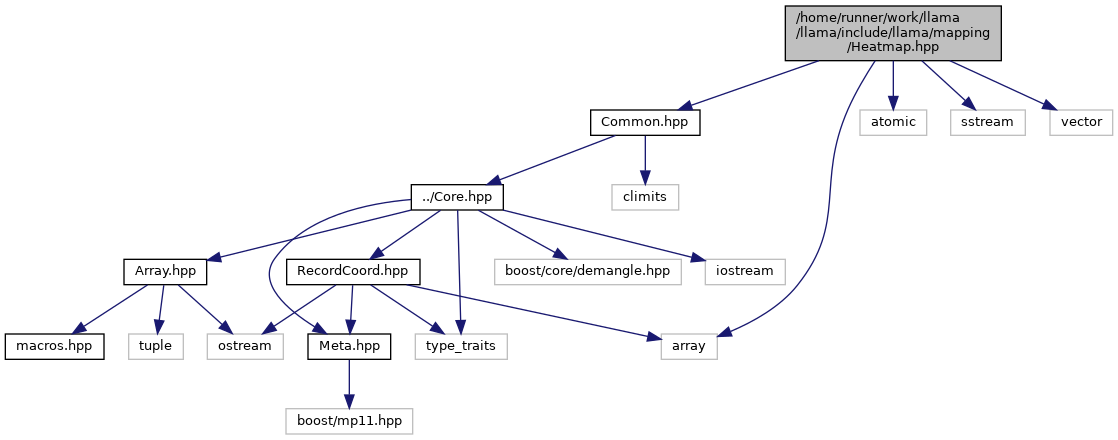 /home/runner/work/llama
/llama/include/llama/mapping
/Heatmap.hpp
Common.hpp
atomic
sstream
vector
../Core.hpp
climits
Array.hpp
RecordCoord.hpp
boost/core/demangle.hpp
iostream
macros.hpp
tuple
ostream
Meta.hpp
type_traits
array
boost/mp11.hpp